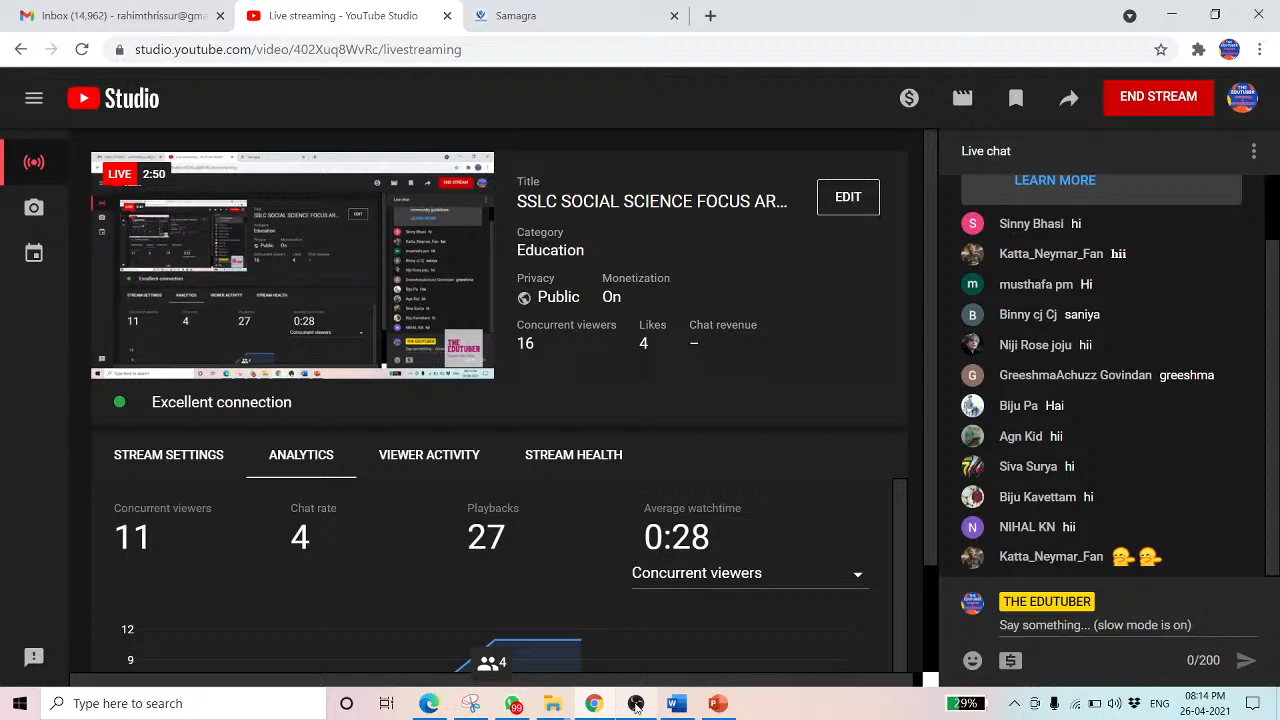 Inbox (14,962) - rahimthrissur@gm
Live streaming - YouTube Studio
Samagra
studio.youtube.com/video/402Xuq8WvRc/livestreaming
Studio
END STREAM
THE EDUTUBER
LIVE 2:50
Title
SSLC SOCIAL SCIENCE FOCUS AR...
EDIT
Category
Education
Privacy
Monetization
Public
On
Concurrent viewers
Likes
Chat revenue
16
4
–
Excellent connection
STREAM SETTINGS
ANALYTICS
VIEWER ACTIVITY
STREAM HEALTH
Concurrent viewers
Chat rate
Playbacks
Average watchtime
11
4
27
0:28
Concurrent viewers
12
9
4
Live chat
LEARN MORE
Sinny Bhasi hi
Katta_Neymar_Fan hii
mashitata pm Hi
Binny cj Cj saniya
Niji Rose joju hii
GreeshmaAchuzz Govindan greeshma
Biju Pa Hai
Agn Kid hii
Siva Surya hi
Biju Kavettam hi
NIHAL KN hii
Katta_Neymar_Fan
THE EDUTUBER
Say something... (slow mode is on)
0/200
Type here to search
99
29%
ENG
08:14 PM
26-04-2021